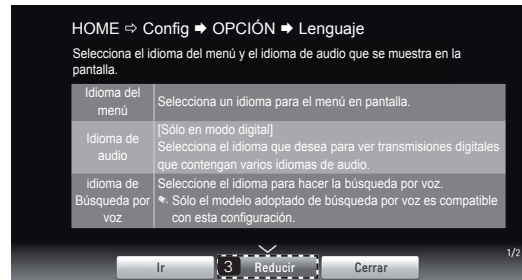 HOME ⇨ Config ➡ OPCIÓN ➡ Lenguaje
Selecciona el idioma del menú y el idioma de audio que se muestra en la
pantalla.
Idioma del
menú
Selecciona un idioma para el menú en pantalla.
Idioma de
audio
[Sólo en modo digital]
Selecciona el idioma que desea para ver transmisiones digitales
que contengan varios idiomas de audio.
idioma de
Búsqueda por
voz
Seleccione el idioma para hacer la búsqueda por voz.
Sólo el modelo adoptado de búsqueda por voz es compatible
con esta configuración.
1/2
Ir
3 Reducir
Cerrar